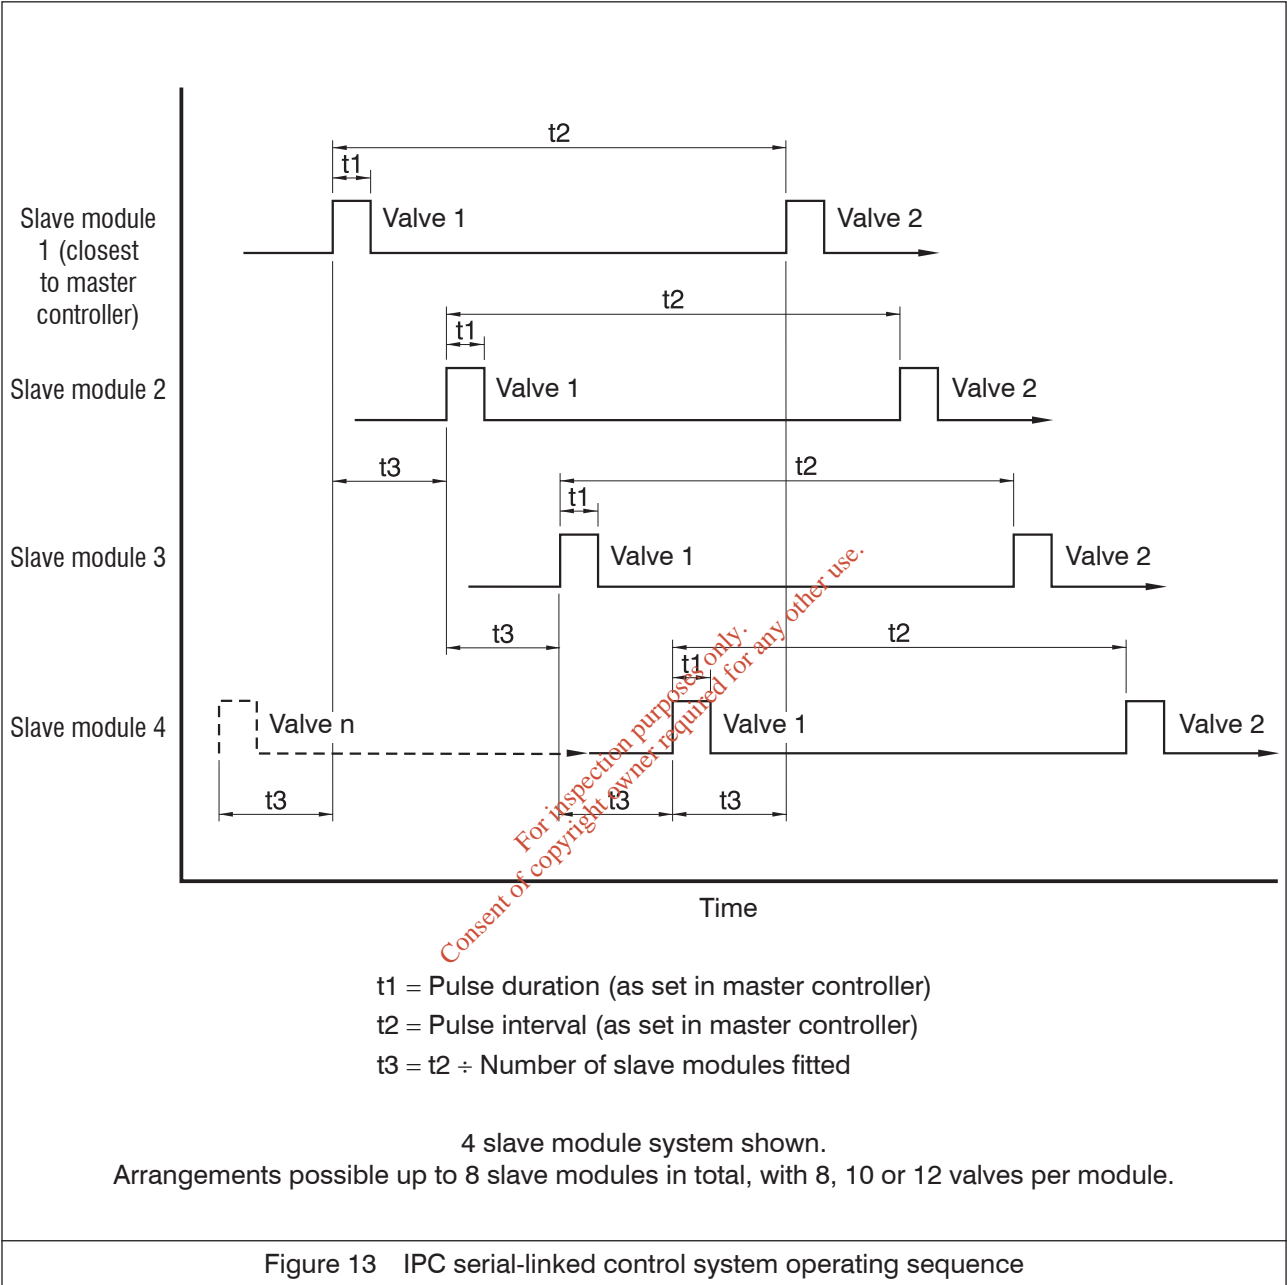 t2
t1
Slave module
1 (closest
to master
controller)
Valve 1
Valve 2
t2
t1
Slave module 2
Valve 1
Valve 2
t3
t2
t1
Slave module 3
Valve 1
Valve 2
t3
t2
t1
Slave module 4
Valve n
Valve 1
Valve 2
t3
t3
t3
For inspection purposes only.
Consent of copyright owner required for any other use.
Time
t1 = Pulse duration (as set in master controller)
t2 = Pulse interval (as set in master controller)
t3 = t2 ÷ Number of slave modules fitted
4 slave module system shown.
Arrangements possible up to 8 slave modules in total, with 8, 10 or 12 valves per module.
Figure 13 IPC serial-linked control system operating sequence